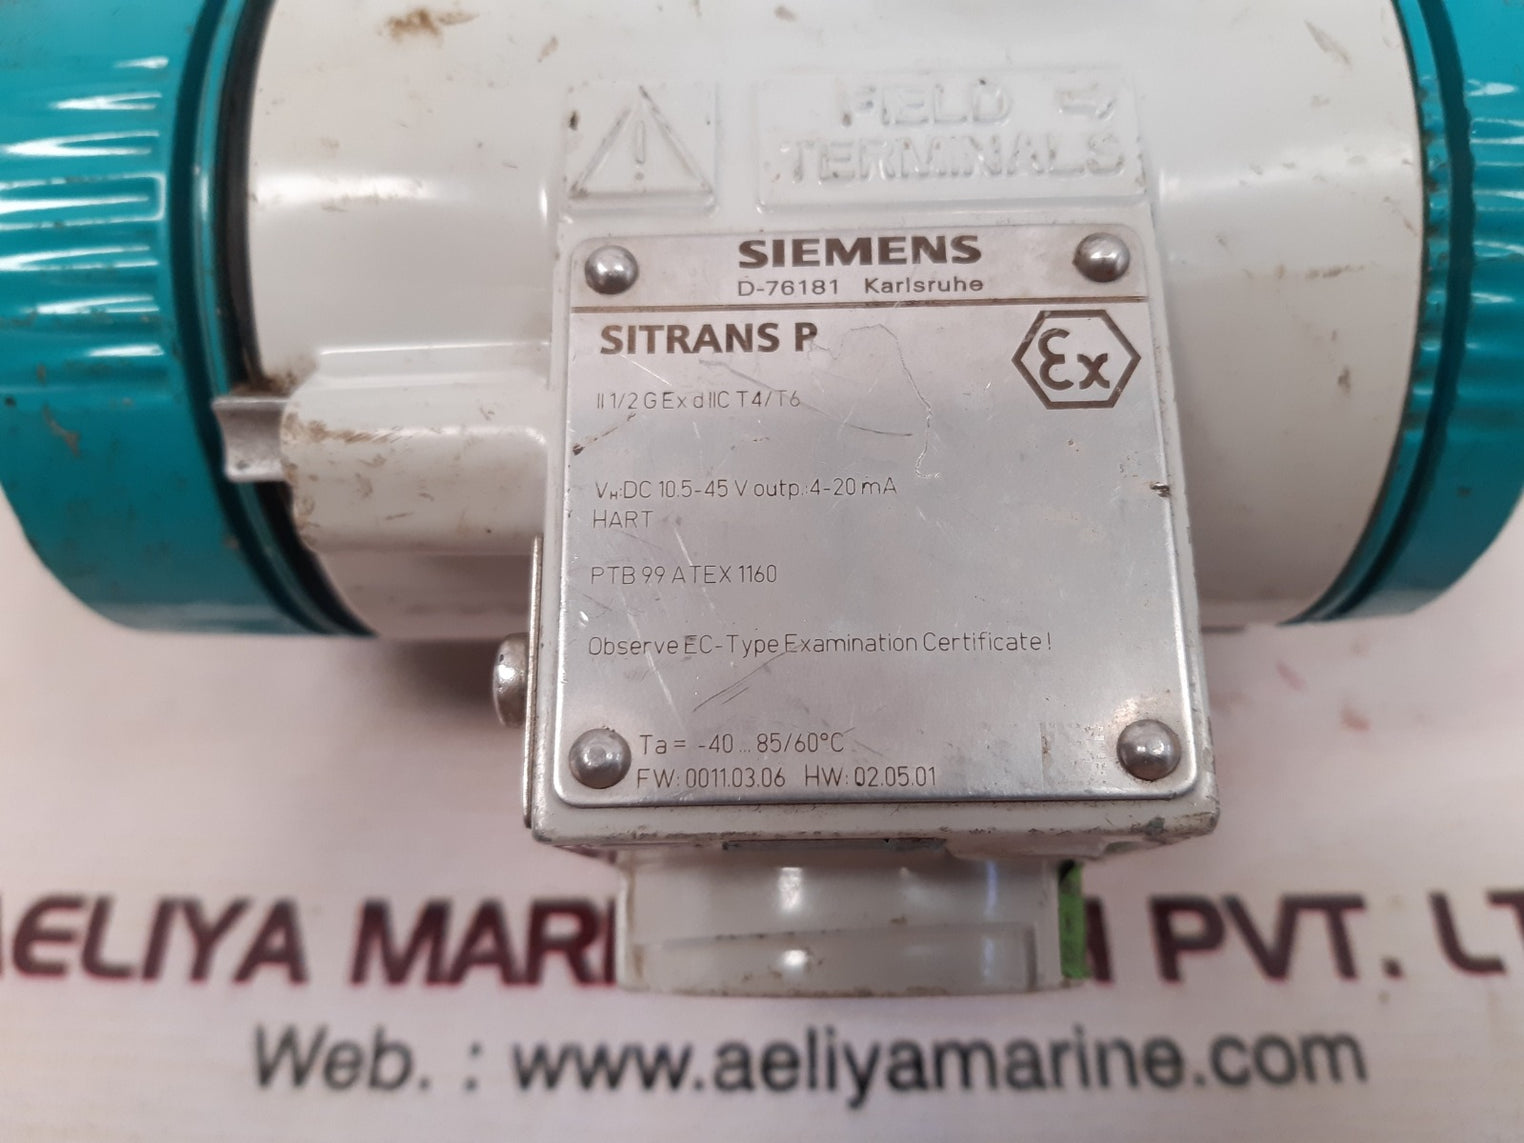 FIELD
TERMINALS
SIEMENS
D-76181 Karlsruhe
SITRANS P
Ex
II 1/2 G Ex d IIC T4/T6
VH:DC 10.5-45 V outp.:4-20 mA
HART
PTB 99 ATEX 1160
Observe EC-Type Examination Certificate!
Ta = -40 ... 85/60°C
FW: 0011.03.06 HW: 02.05.01
AELIYA PVT.
Web. : www.aeliyamarine.com